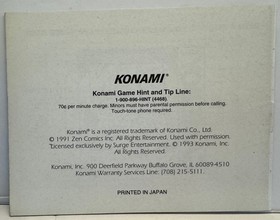 KONAMI®
Konami Game Hint and Tip Line:
1-900-896-HINT (4468)
70¢ per minute charge. Minors must have parental permission before calling.
Touch-tone phone required.
Konami® is a registered trademark of Konami Co., Ltd.
© 1991 Zen Comics Inc. All Rights Reserved. Used with permission
Licensed exclusively by Surge Entertainment, © 1993 Konami, Inc.
All Rights Reserved.
Konami, Inc. 900 Deerfield Parkway Buffalo Grove, IL 60089-4510
Konami Warranty Services Line: (708) 215-5111.
PRINTED IN JAPAN